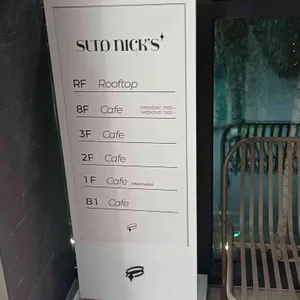 SUTO NICK'S
RF Rooftop
8F Cafe
3F Cafe
2F Cafe
1F Cafe
B1 Cafe